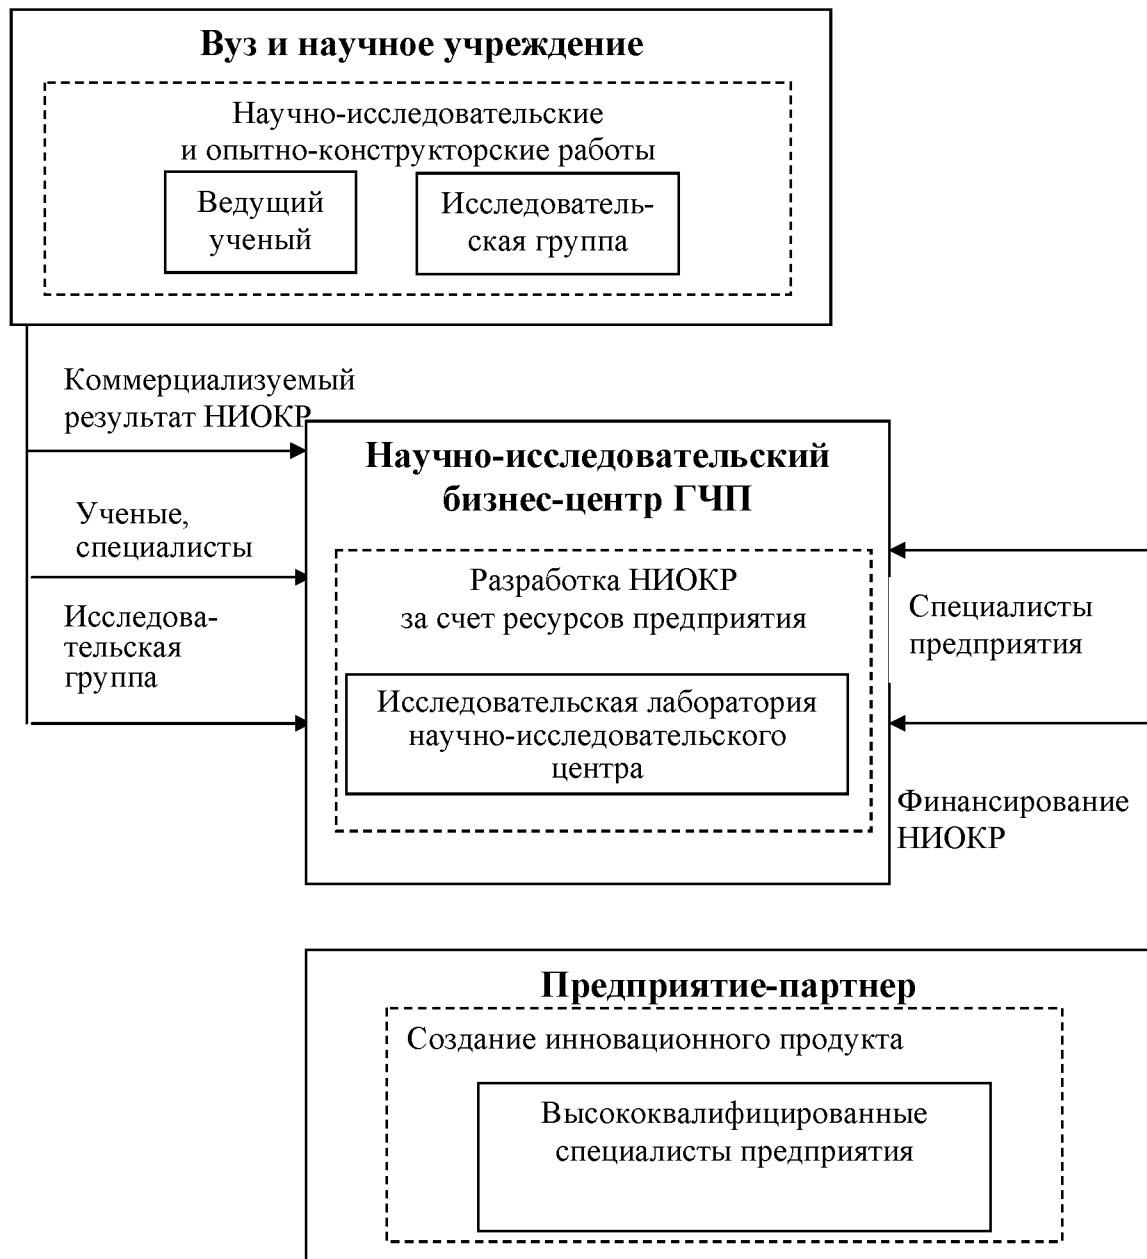 Вуз и научное учреждение
Научно-исследовательские
и опытно-конструкторские работы
Ведущий
ученый
Исследователь-
ская группа
Коммерциализуемый
результат НИОКР
Научно-исследовательский
бизнес-центр ГЧП
Ученые,
специалисты
Разработка НИОКР
за счет ресурсов предприятия
Исследова-
тельская
группа
Специалисты
предприятия
Исследовательская лаборатория
научно-исследовательского
центра
Финансирование
НИОКР
Предприятие-партнер
Создание инновационного продукта
Высококвалифицированные
специалисты предприятия